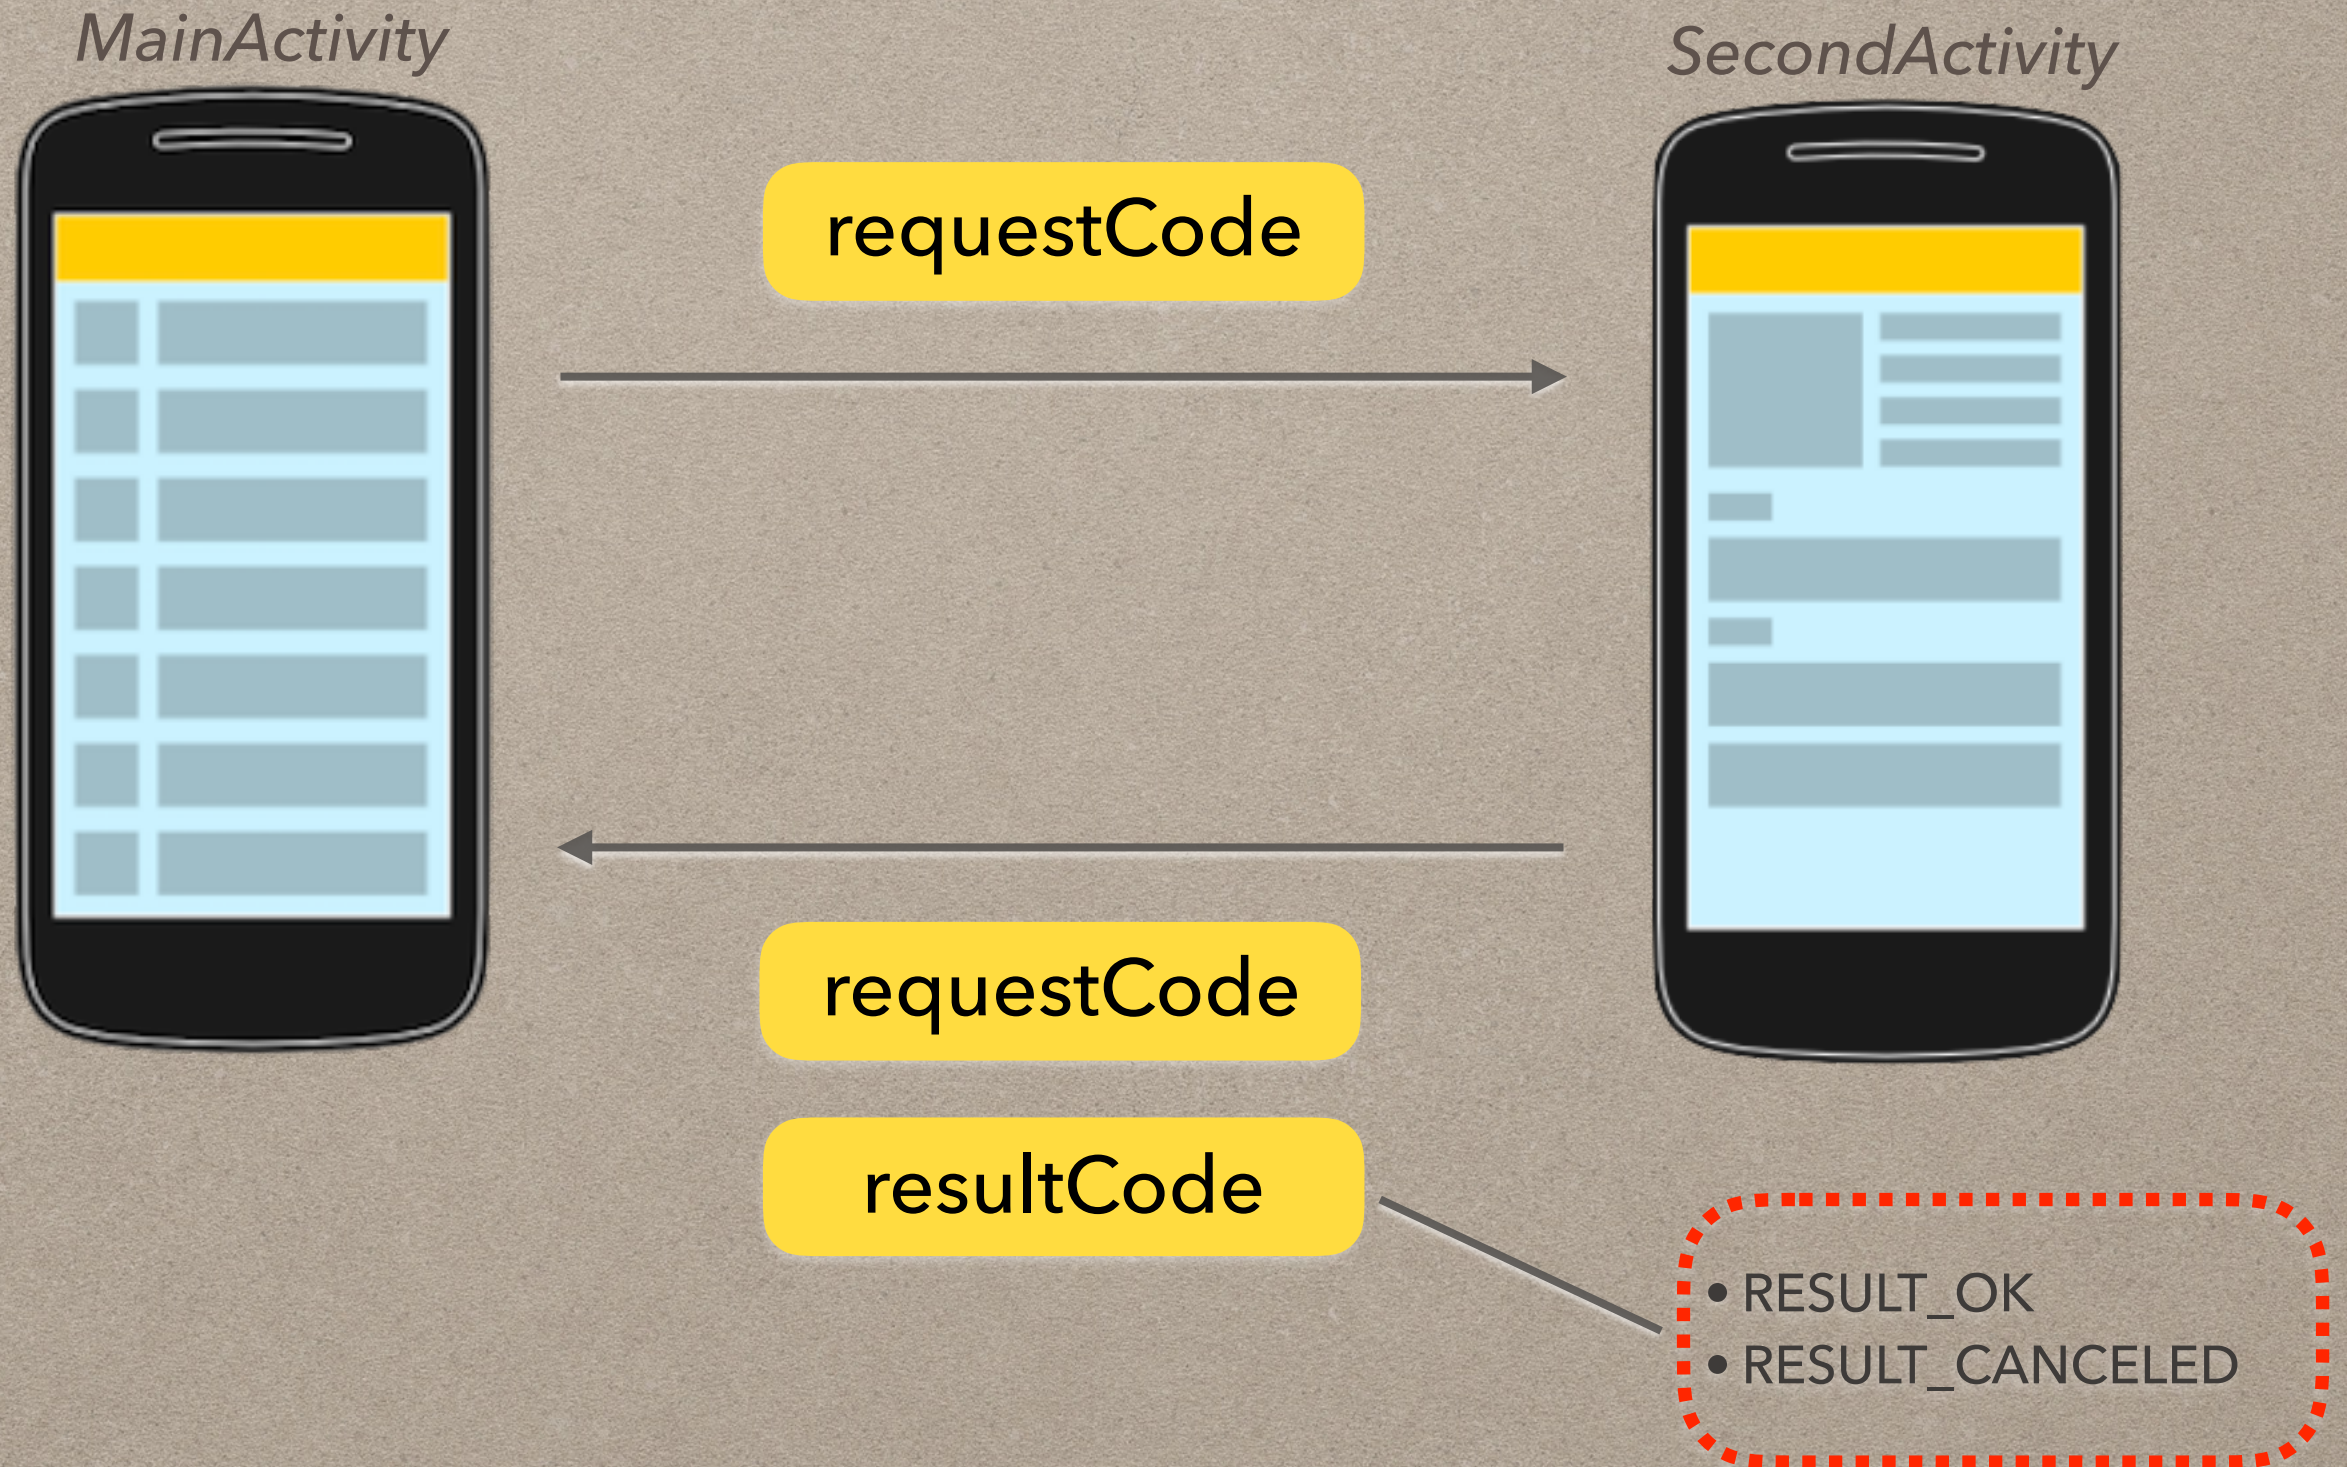 MainActivity
SecondActivity
requestCode
requestCode
resultCode
• RESULT_OK
• RESULT_CANCELED